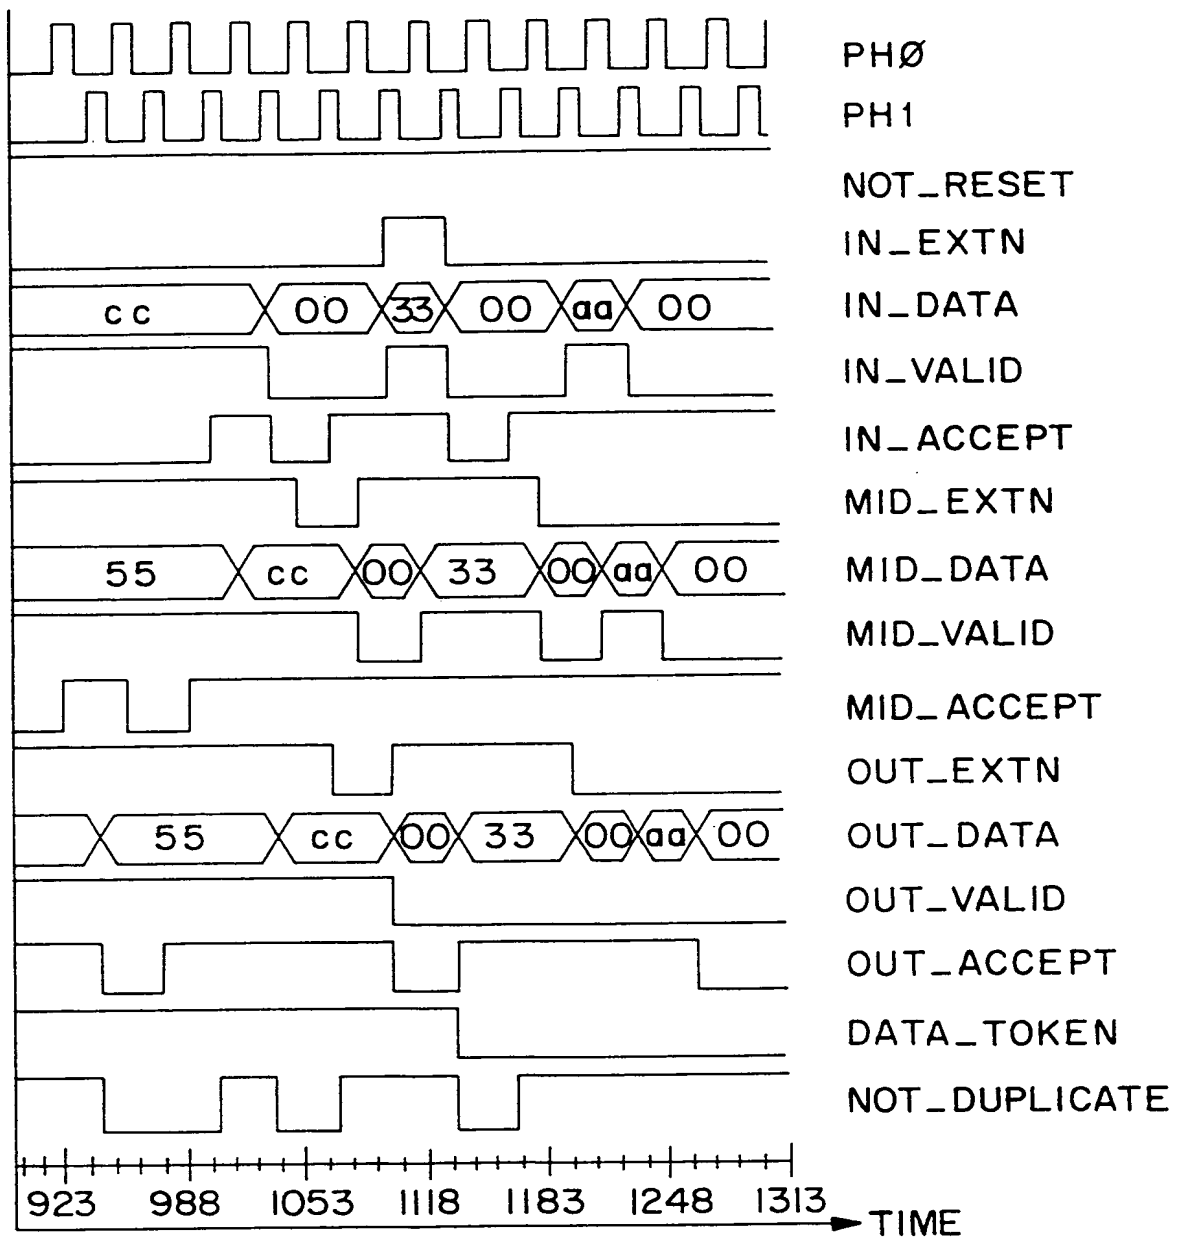 PHØ
PH1
NOT_RESET
IN_EXTN
cc 00 33 00 aa 00 IN_DATA
IN_VALID
IN_ACCEPT
MID_EXTN
55 cc 00 33 00 aa 00 MID_DATA
MID_VALID
MID_ACCEPT
OUT_EXTN
55 cc 00 33 00 aa 00 OUT_DATA
OUT_VALID
OUT_ACCEPT
DATA_TOKEN
NOT_DUPLICATE
923 988 1053 1118 1183 1248 1313
TIME